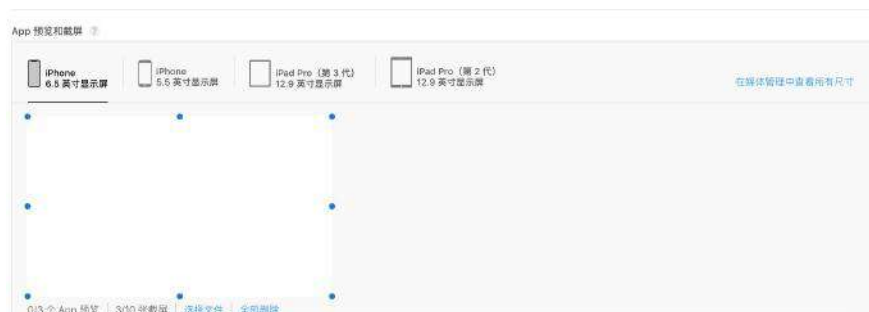 App 预览和截屏 ?
iPhone
6.5 英寸显示屏
iPhone
5.5 英寸显示屏
iPad Pro（第 3 代）
12.9 英寸显示屏
iPad Pro（第 2 代）
12.9 英寸显示屏
在媒体管理中查看所有尺寸
0/3 个 App 预览 | 3/10 张截屏 | 选择文件 | 全部删除